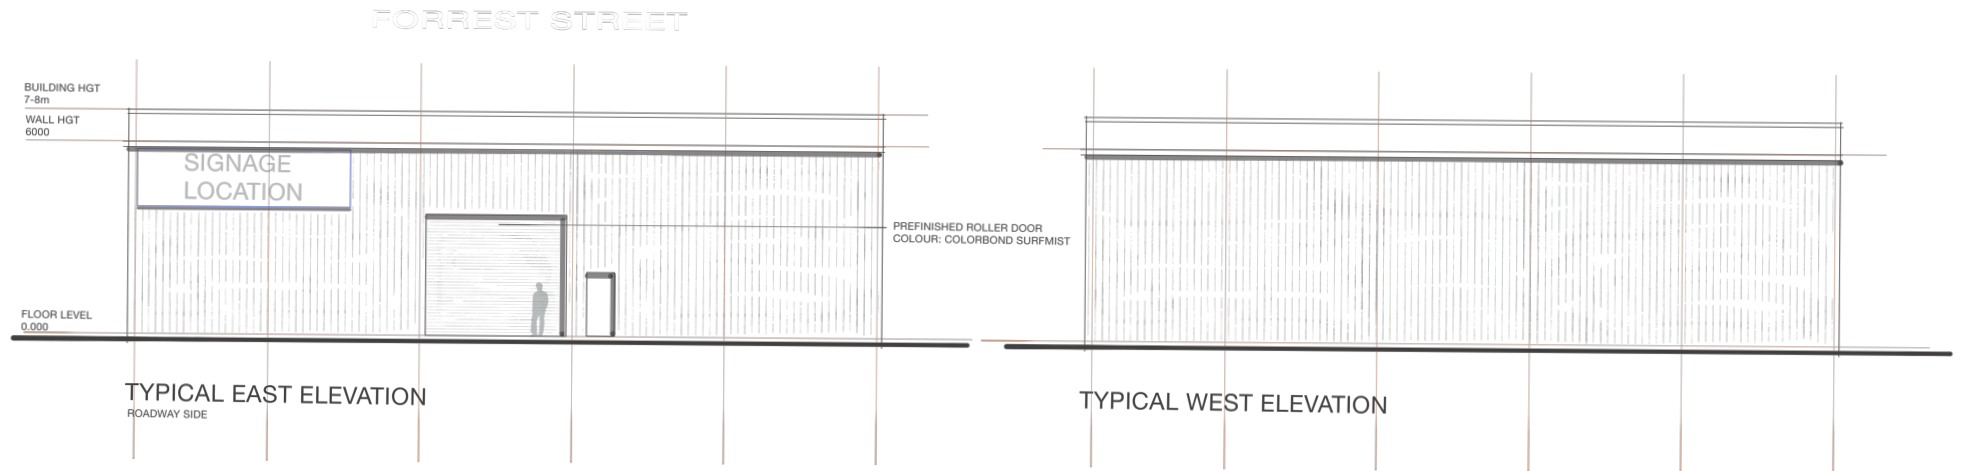 FORREST STREET
BUILDING HGT
7-8m
WALL HGT
6000
SIGNAGE
LOCATION
PREFINISHED ROLLER DOOR
COLOUR: COLORBOND SURFMIST
FLOOR LEVEL
0.000
TYPICAL EAST ELEVATION
ROADWAY SIDE
TYPICAL WEST ELEVATION